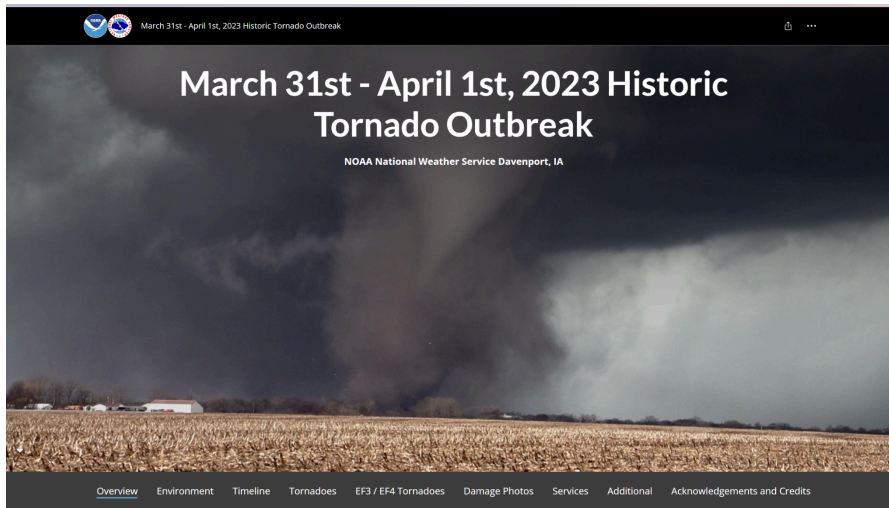 March 31st - April 1st, 2023 Historic Tornado Outbreak
March 31st - April 1st, 2023 Historic
Tornado Outbreak
NOAA National Weather Service Davenport, IA
Overview Environment Timeline Tornadoes EF3 / EF4 Tornadoes Damage Photos Services Additional Acknowledgements and Credits